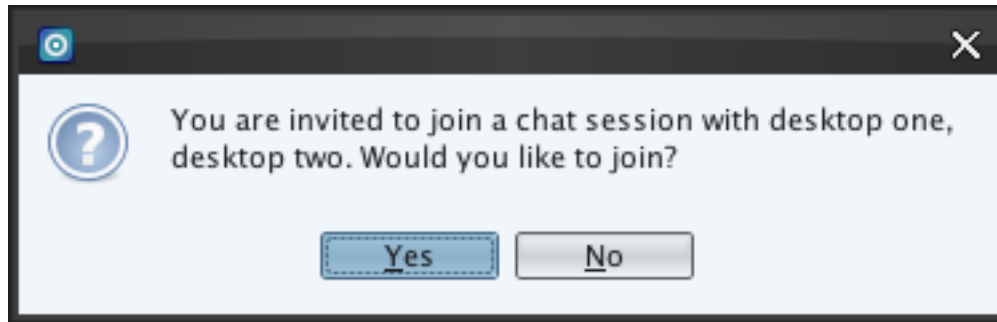 You are invited to join a chat session with desktop one,
desktop two. Would you like to join?
Yes No